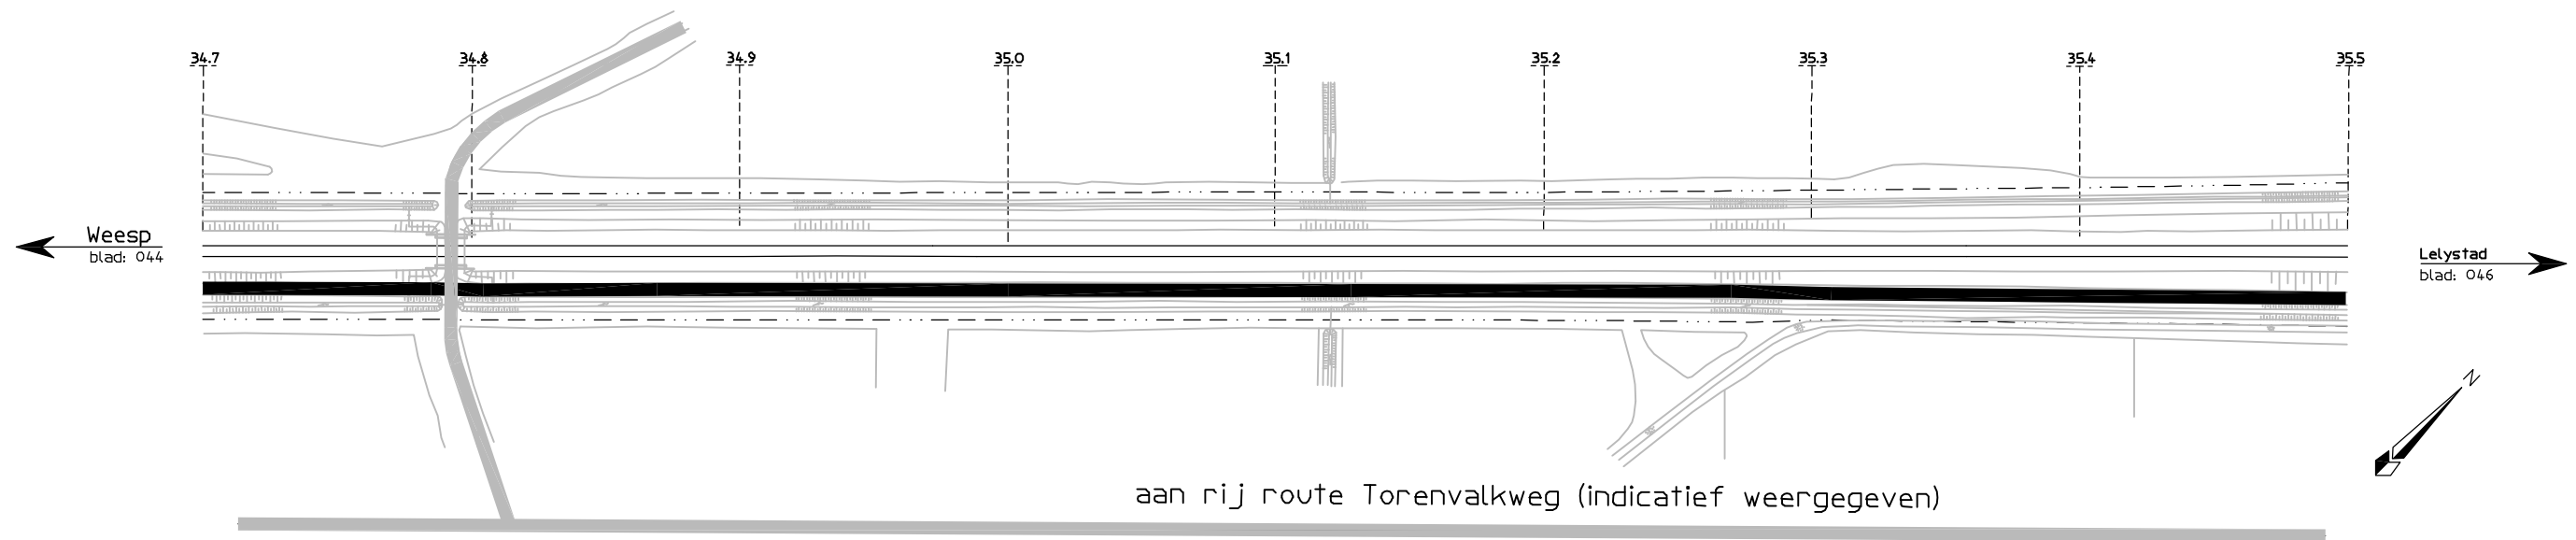 34.7 34.8 34.9 35.0 35.1 35.2 35.3 35.4 35.5
Weesp
blad: 044
Lelystad
blad: 046
N
aan rij route Torenvalkweg (indicatief weergegeven)